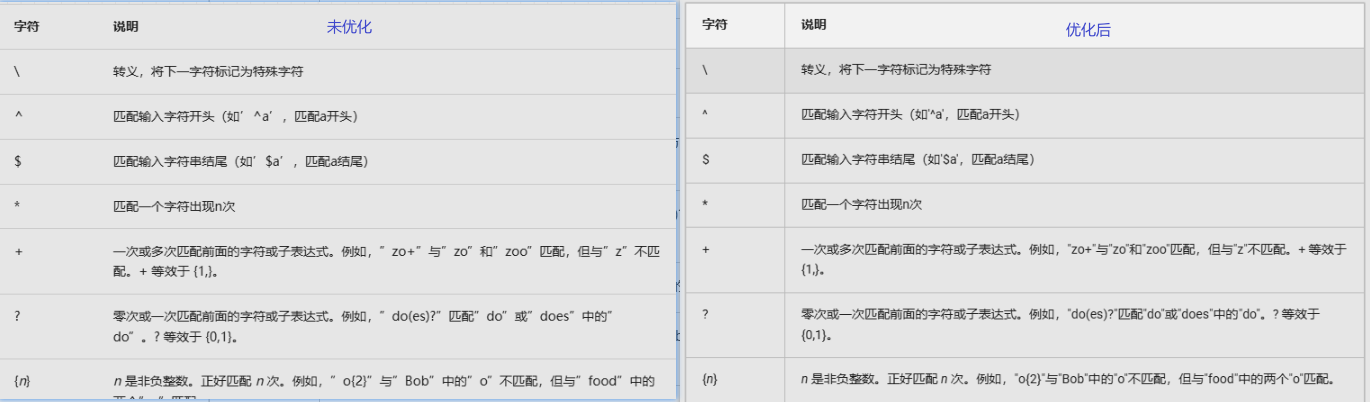 字符 说明 未优化
\ 转义，将下一字符标记为特殊字符
^ 匹配输入字符开头（如′ ^a′ ，匹配a开头）
$ 匹配输入字符串结尾（如′ $a′ ，匹配a结尾）
* 匹配一个字符出现n次
+ 一次或多次匹配前面的字符或子表达式。例如，″ zo+″ 与″ zo″ 和″ zoo″ 匹配，但与″ z″ 不匹
配。+ 等效于 {1,}。
? 零次或一次匹配前面的字符或子表达式。例如，″ do(es)?″ 匹配″ do″ 或″ does″ 中的″
do″ 。? 等效于 {0,1}。
{n} n 是非负整数。正好匹配 n 次。例如，″ o{2}″ 与″ Bob″ 中的″ o″ 不匹配，但与″ food″ 中的
字符 说明 优化后
\ 转义，将下一字符标记为特殊字符
^ 匹配输入字符开头（如'^a'，匹配a开头）
$ 匹配输入字符串结尾（如'$a'，匹配a结尾）
* 匹配一个字符出现n次
+ 一次或多次匹配前面的字符或子表达式。例如，"zo+"与"zo"和"zoo"匹配，但与"z"不匹配。+ 等效于
{1,}。
? 零次或一次匹配前面的字符或子表达式。例如，"do(es)?"匹配"do"或"does"中的"do"。? 等效于
{0,1}。
{n} n 是非负整数。正好匹配 n 次。例如，"o{2}"与"Bob"中的"o"不匹配，但与"food"中的两个"o"匹配。